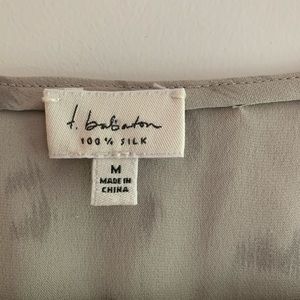 t. babaton
100% SILK
M
MADE IN
CHINA